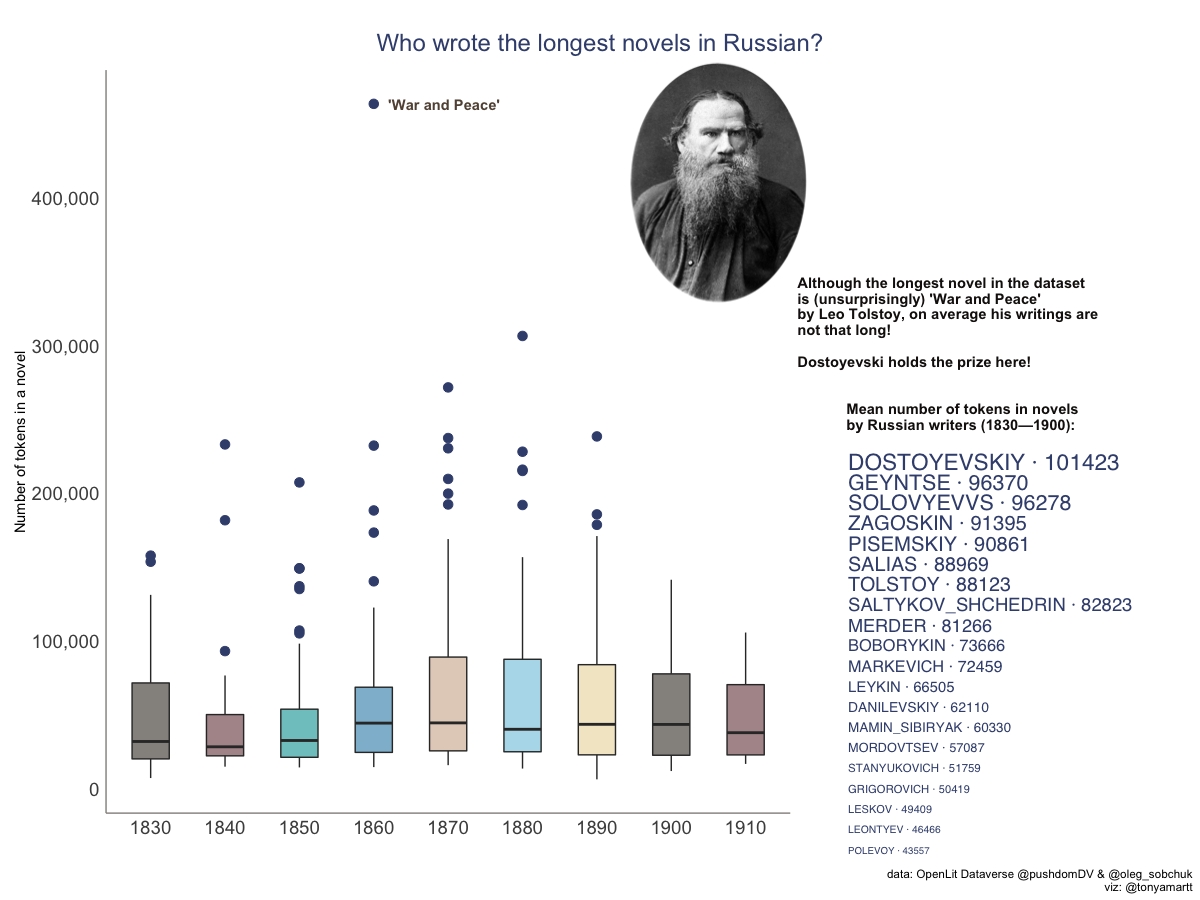 Who wrote the longest novels in Russian?
'War and Peace'
Number of tokens in a novel
400,000
300,000
200,000
100,000
0
1830 1840 1850 1860 1870 1880 1890 1900 1910
Although the longest novel in the dataset
is (unsurprisingly) 'War and Peace'
by Leo Tolstoy, on average his writings are
not that long!
Dostoyevski holds the prize here!
Mean number of tokens in novels
by Russian writers (1830—1900):
DOSTOYEVSKIY · 101423
GEYNTSE · 96370
SOLOVYEVVS · 96278
ZAGOSKIN · 91395
PISEMSKIY · 90861
SALIAS · 88969
TOLSTOY · 88123
SALTYKOV_SHCHEDRIN · 82823
MERDER · 81266
BOBORYKIN · 73666
MARKEVICH · 72459
LEYKIN · 66505
DANILEVSKIY · 62110
MAMIN_SIBIRYAK · 60330
MORDOVTSEV · 57087
STANYUKOVICH · 51759
GRIGOROVICH · 50419
LESKOV · 49409
LEONTYEV · 46466
POLEVOY · 43557
data: OpenLit Dataverse @pushdomDV & @oleg_sobchuk
viz: @tonyamartt